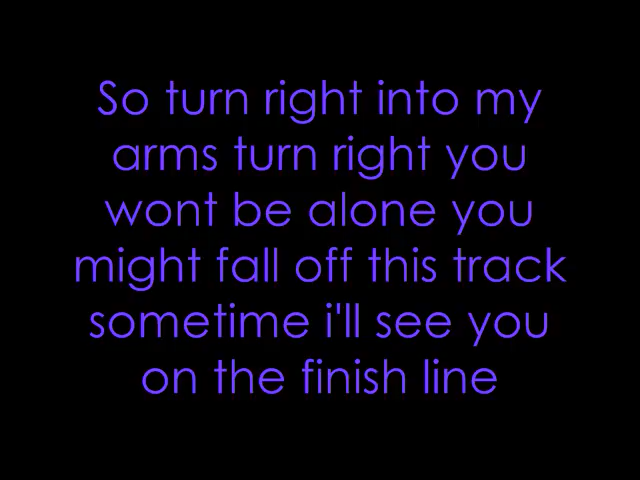 So turn right into my
arms turn right you
wont be alone you
might fall off this track
sometime i'll see you
on the finish line